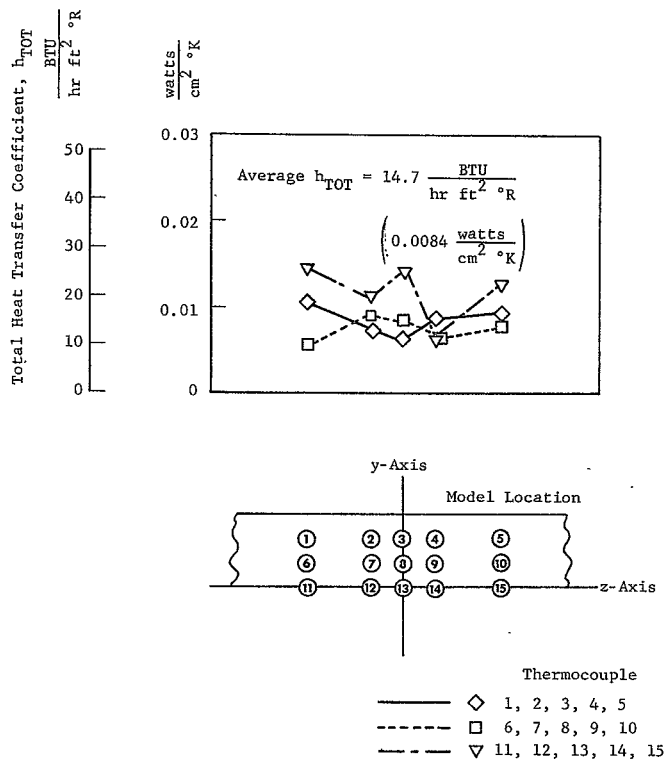 Total Heat Transfer Coefficient, hTOT
BTU
hr ft2 °R
watts
cm2 °K
50
40
30
20
10
0
0.03
0.02
0.01
0
Average hTOT = 14.7 BTU
hr ft2 °R
(0.0084 watts
cm2 °K)
y-Axis
Model Location
1 2 3 4 5
6 7 8 9 10
11 12 13 14 15
z-Axis
Thermocouple
1, 2, 3, 4, 5
6, 7, 8, 9, 10
11, 12, 13, 14, 15